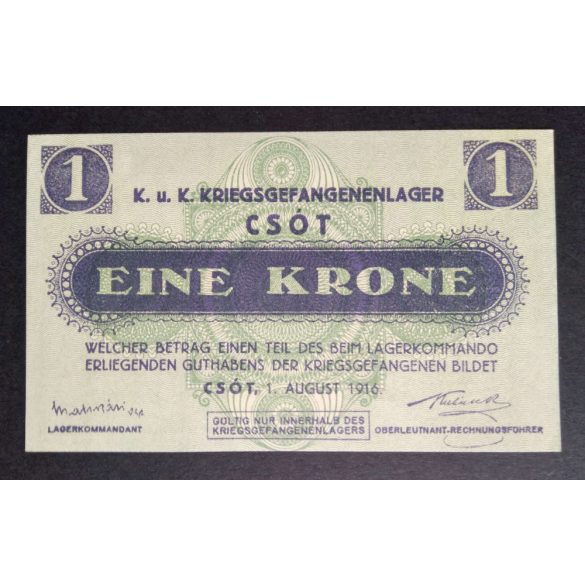 1 1
K. u K. KRIEGSGEFANGENENLAGER
CSÓT
EINE KRONE
WELCHER BETRAG EINEN TEIL DES BEIM LAGERKOMMANDO
ERLIEGENDEN GUTHABENS DER KRIEGSGEFANGENEN BILDET
CSÓT, 1. AUGUST 1916
LAGERKOMMANDANT
GÜLTIG NUR INNERHALB DES
KRIEGSGEFANGENENLAGERS
OBERLEUTNANT-RECHNUNGSFÜHRER